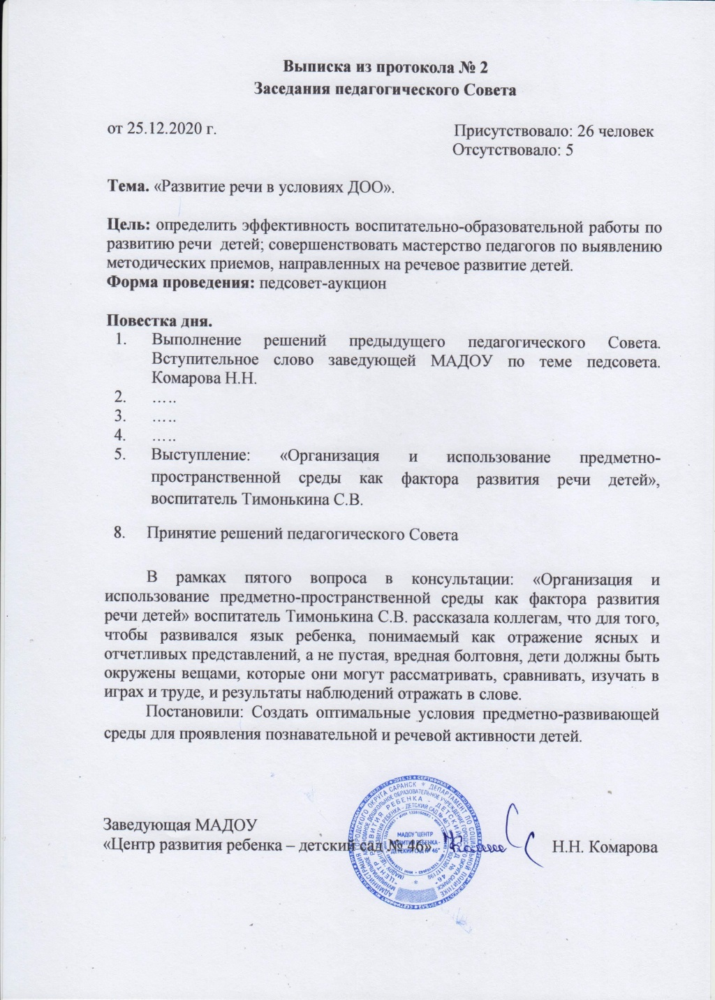 Выписка из протокола № 2
Заседания педагогического Совета
от 25.12.2020 г.
Присутствовало: 26 человек
Отсутствовало: 5
Тема. «Развитие речи в условиях ДОО».
Цель: определить эффективность воспитательно-образовательной работы по
развитию речи детей; совершенствовать мастерство педагогов по выявлению
методических приемов, направленных на речевое развитие детей.
Форма проведения: педсовет-аукцион
Повестка дня.
1. Выполнение решений предыдущего педагогического Совета.
Вступительное слово заведующей МАДОУ по теме педсовета.
Комарова Н.Н.
2. …..
3. …..
4. …..
5. Выступление: «Организация и использование предметно-
пространственной среды как фактора развития речи детей»,
воспитатель Тимонькина С.В.
8. Принятие решений педагогического Совета
В рамках пятого вопроса в консультации: «Организация и
использование предметно-пространственной среды как фактора развития
речи детей» воспитатель Тимонькина С.В. рассказала коллегам, что для того,
чтобы развивался язык ребенка, понимаемый как отражение ясных и
отчетливых представлений, а не пустая, вредная болтовня, дети должны быть
окружены вещами, которые они могут рассматривать, сравнивать, изучать в
играх и труде, и результаты наблюдений отражать в слове.
Постановили: Создать оптимальные условия предметно-развивающей
среды для проявления познавательной и речевой активности детей.
Заведующая МАДОУ
«Центр развития ребенка – детский сад № 46»
Н.Н. Комарова
МАДОУ "ЦЕНТР
РАЗВИТИЯ РЕБЕНКА -
ДЕТСКИЙ САД № 46"